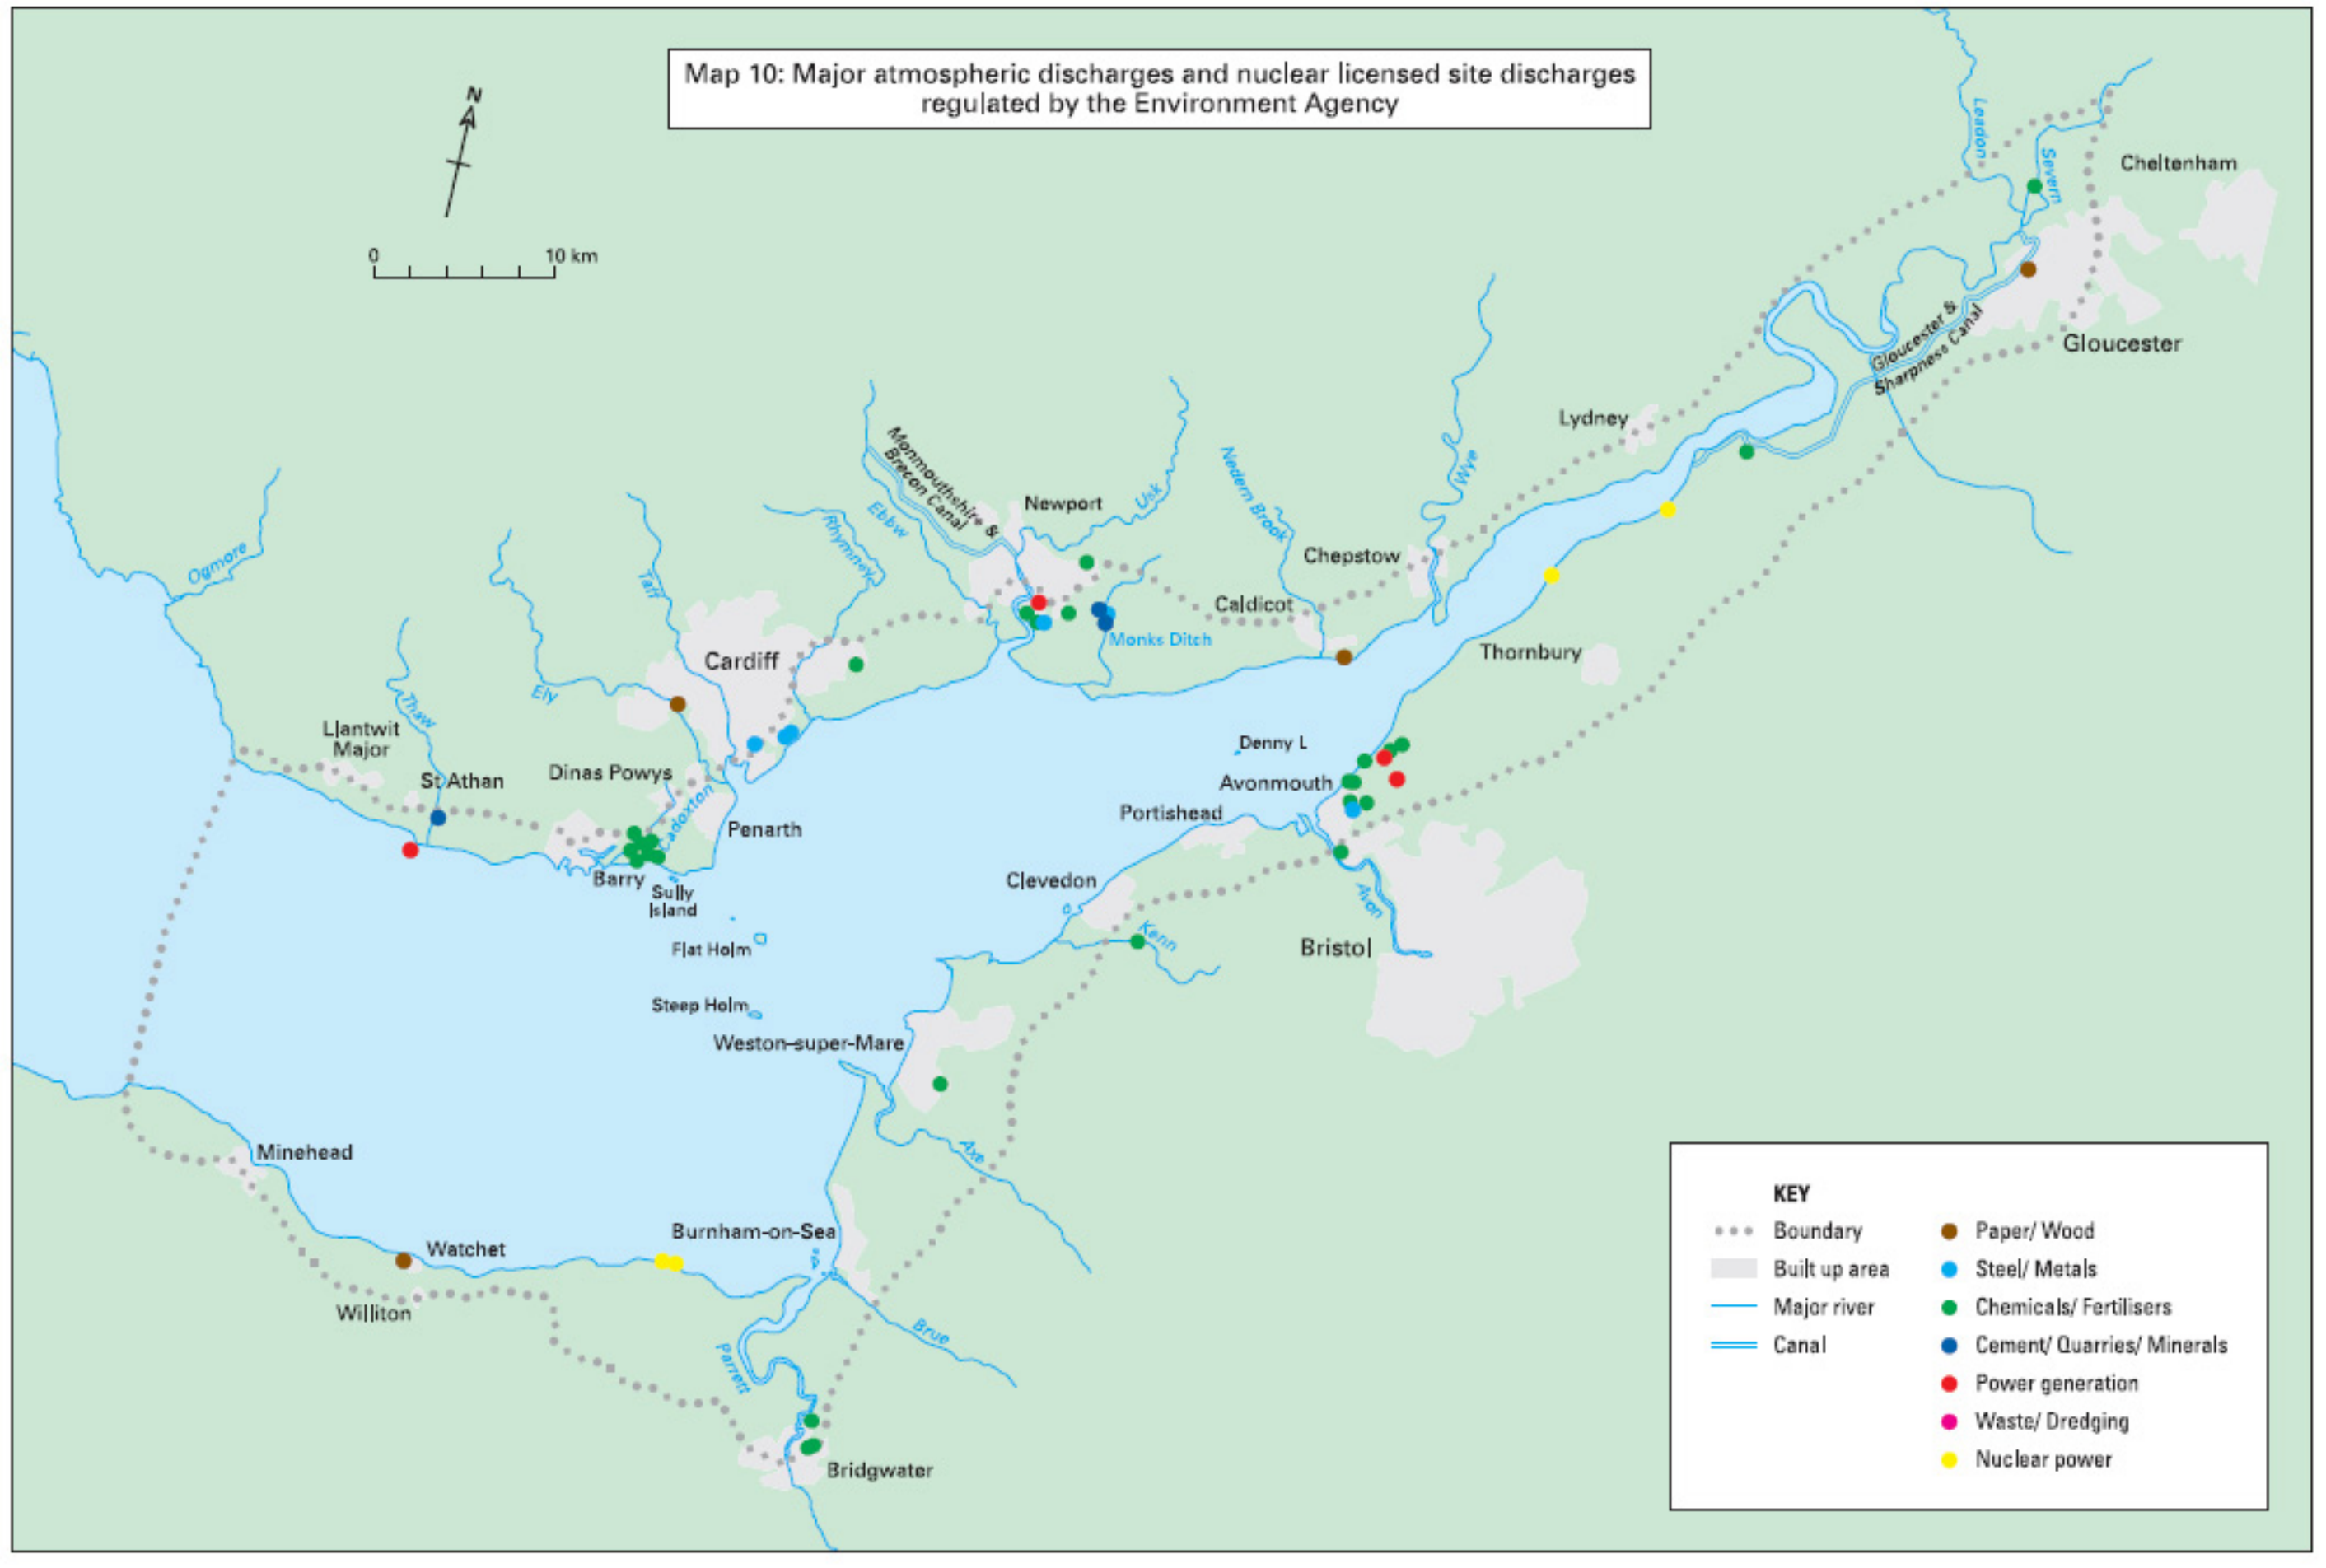 Map 10: Major atmospheric discharges and nuclear licensed site discharges
regulated by the Environment Agency
N
0 10 km
Leadon
Severn
Cheltenham
Gloucester &
Sharpness Canal
Gloucester
Lydney
Monmouthshire &
Brecon Canal
Ebbw
Newport
Usk
Nedern Brook
Wye
Rhymney
Chepstow
Ogmore
Taff
Caldicot
Monks Ditch
Thornbury
Cardiff
Ely
Thaw
Llantwit
Major
St Athan
Dinas Powys
Cadoxton
Penarth
Denny I.
Avonmouth
Portishead
Barry
Sully
Island
Clevedon
Avon
Kenn
Bristol
Flat Holm
Steep Holm
Weston-super-Mare
Axe
Minehead
Burnham-on-Sea
Watchet
Williton
Brue
Parrett
Bridgwater
KEY
Boundary
Built up area
Major river
Canal
Paper/ Wood
Steel/ Metals
Chemicals/ Fertilisers
Cement/ Quarries/ Minerals
Power generation
Waste/ Dredging
Nuclear power